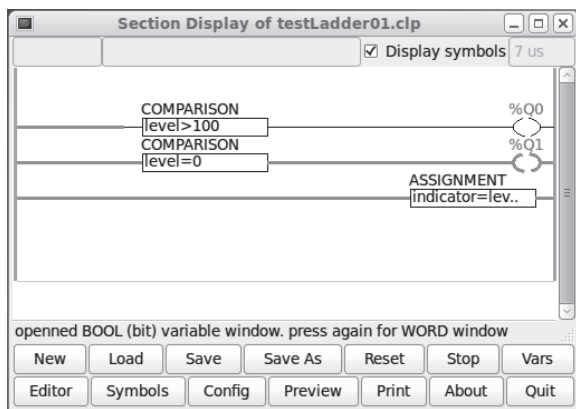 Section Display of testLadder01.clp
Display symbols 7 us
COMPARISON %Q0
level>100
COMPARISON %Q1
level=0
ASSIGNMENT
indicator=lev..
openned BOOL (bit) variable window. press again for WORD window
New Load Save Save As Reset Stop Vars
Editor Symbols Config Preview Print About Quit